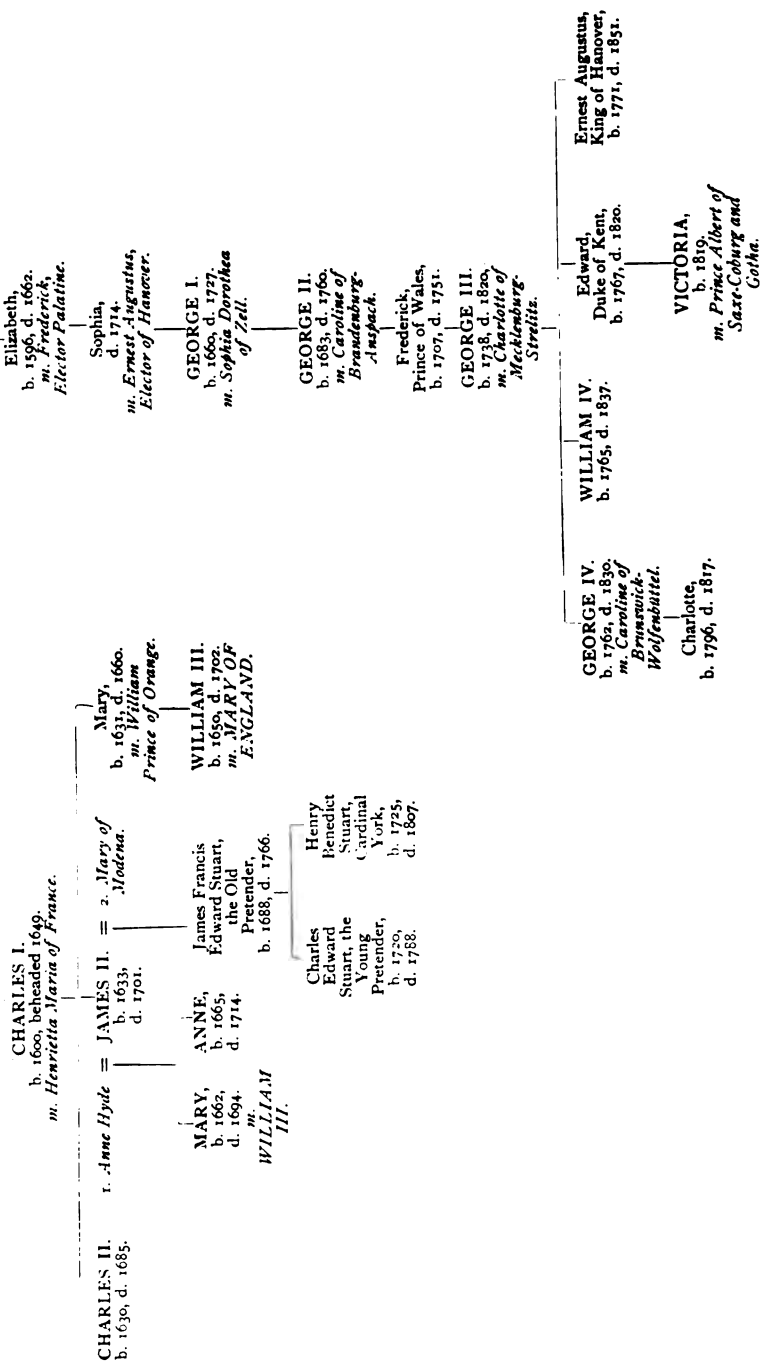 CHARLES I.
b. 1600, beheaded 1649.
m. Henrietta Maria of France.
CHARLES II.
b. 1630, d. 1685.
1. Anne Hyde = JAMES II. = 2. Mary of
Modena.
b. 1633,
d. 1701.
Mary,
b. 1631, d. 1660.
m. William
Prince of Orange.
MARY,
b. 1662,
d. 1694.
m.
WILLIAM
III.
ANNE,
b. 1665,
d. 1714.
James Francis
Edward Stuart,
the Old
Pretender,
b. 1688, d. 1766.
WILLIAM III.
b. 1650, d. 1702.
m. MARY OF
ENGLAND.
Charles
Edward
Stuart, the
Young
Pretender,
b. 1720,
d. 1788.
Henry
Benedict
Stuart,
Cardinal
York,
b. 1725,
d. 1807.
Elizabeth,
b. 1596, d. 1662.
m. Frederick,
Elector Palatine.
Sophia,
d. 1714.
m. Ernest Augustus,
Elector of Hanover.
GEORGE I.
b. 1660, d. 1727.
m. Sophia Dorothea
of Zell.
GEORGE II.
b. 1683, d. 1760.
m. Caroline of
Brandenburg-
Anspach.
Frederick,
Prince of Wales,
b. 1707, d. 1751.
GEORGE III.
b. 1738, d. 1820,
m. Charlotte of
Mecklenburg-
Strelitz.
GEORGE IV.
b. 1762, d. 1830.
m. Caroline of
Brunswick-
Wolfenbüttel.
Charlotte,
b. 1796, d. 1817.
WILLIAM IV.
b. 1765, d. 1837.
Edward,
Duke of Kent,
b. 1767, d. 1820.
VICTORIA,
b. 1819.
m. Prince Albert of
Saxe-Coburg and
Gotha.
Ernest Augustus,
King of Hanover,
b. 1771, d. 1851.